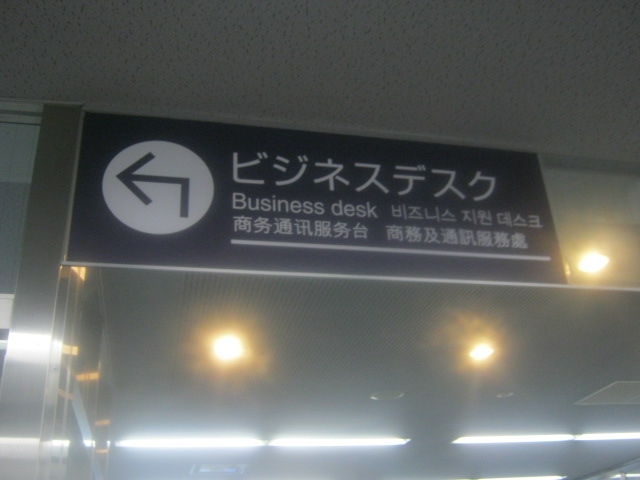 ビジネスデスク
Business desk 비즈니스 지원 데스크
商务通讯服务台 商務及通訊服務處